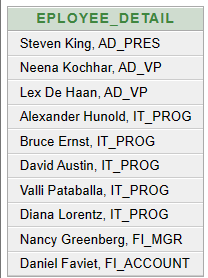 EPLOYEE_DETAIL
Steven King, AD_PRES
Neena Kochhar, AD_VP
Lex De Haan, AD_VP
Alexander Hunold, IT_PROG
Bruce Ernst, IT_PROG
David Austin, IT_PROG
Valli Pataballa, IT_PROG
Diana Lorentz, IT_PROG
Nancy Greenberg, FI_MGR
Daniel Faviet, FI_ACCOUNT